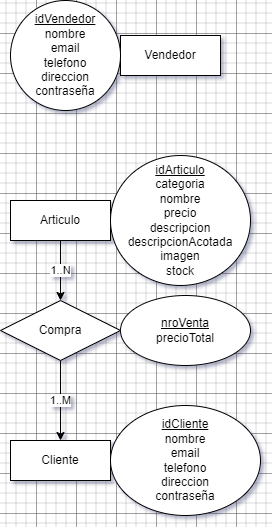 idVendedor
nombre
email
telefono
direccion
contraseña
Vendedor
idArticulo
categoria
nombre
precio
descripcion
descripcionAcotada
imagen
stock
Articulo
1..N
Compra
nroVenta
precioTotal
1..M
Cliente
idCliente
nombre
email
telefono
direccion
contraseña